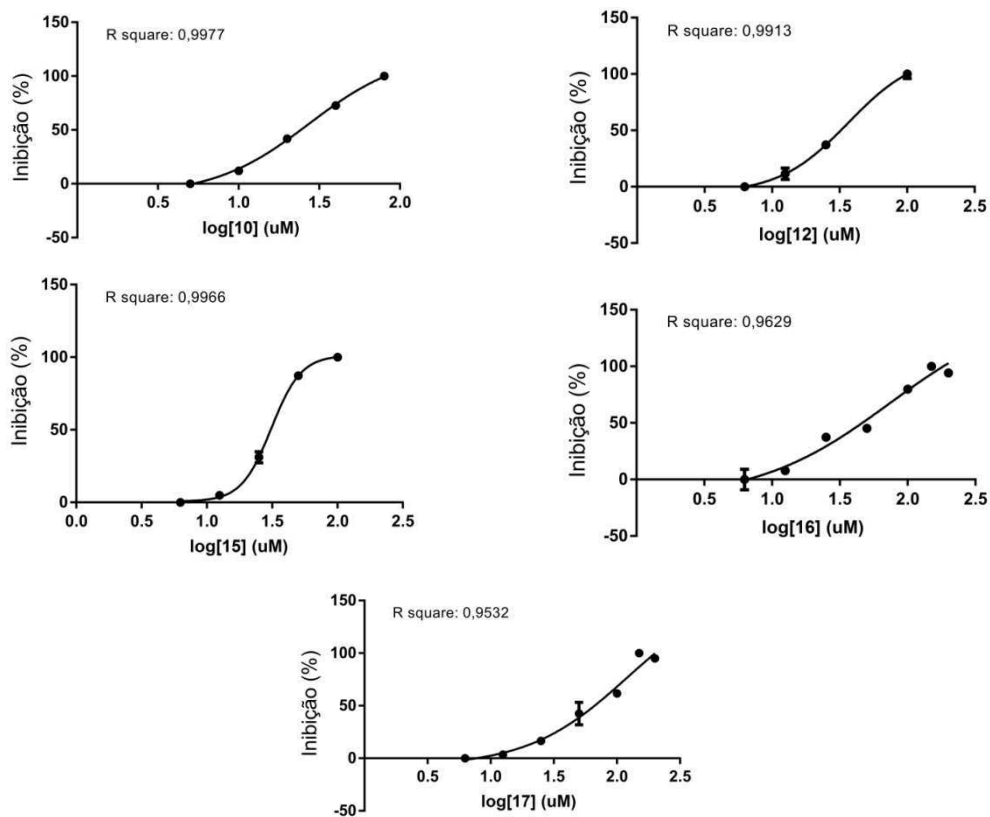 R square: 0,9977
Inibição (%)
150
100
50
0
-50
0.5 1.0 1.5 2.0
log[10] (uM)
R square: 0,9913
Inibição (%)
150
100
50
0
-50
0.5 1.0 1.5 2.0 2.5
log[12] (uM)
R square: 0,9966
Inibição (%)
150
100
50
0
0.0 0.5 1.0 1.5 2.0 2.5
log[15] (uM)
R square: 0,9629
Inibição (%)
150
100
50
0
-50
0.5 1.0 1.5 2.0 2.5
log[16] (uM)
R square: 0,9532
Inibição (%)
150
100
50
0
-50
0.5 1.0 1.5 2.0 2.5
log[17] (uM)